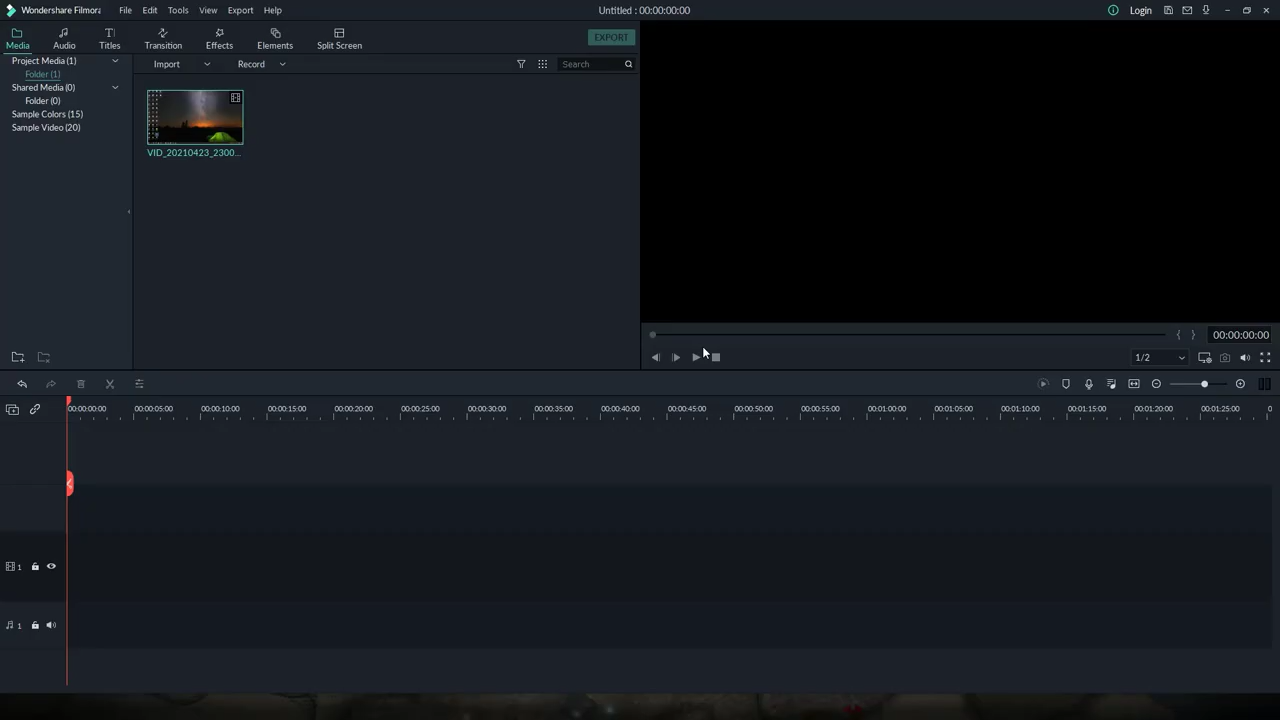 Wondershare Filmora File Edit Tools View Export Help Untitled : 00:00:00:00 Login
Media Audio Titles Transition Effects Elements Split Screen EXPORT
Project Media (1) Import Record Search
Folder (1)
Shared Media (0)
Folder (0)
Sample Colors (15)
Sample Video (20)
VID_20210423_2300...
00:00:00:00
1/2
00:00:00:00 00:00:05:00 00:00:10:00 00:00:15:00 00:00:20:00 00:00:25:00 00:00:30:00 00:00:35:00 00:00:40:00 00:00:45:00 00:00:50:00 00:00:55:00 00:01:00:00 00:01:05:00 00:01:10:00 00:01:15:00 00:01:20:00 00:01:25:00 0
1
1